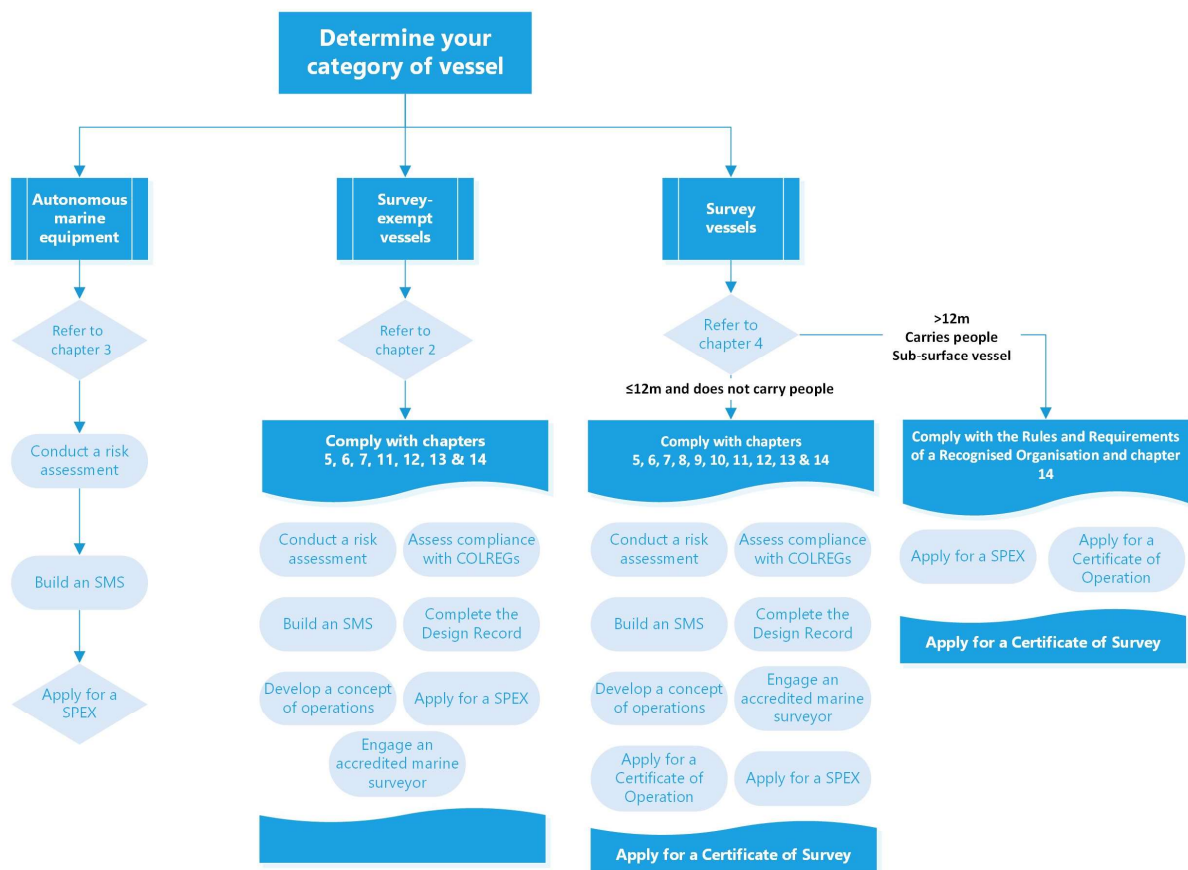 Determine your
category of vessel
Autonomous
marine
equipment
Survey-
exempt
vessels
Survey
vessels
Refer to
chapter 3
Refer to
chapter 2
Refer to
chapter 4
>12m
Carries people
Sub-surface vessel
≤12m and does not carry people
Conduct a risk
assessment
Build an SMS
Apply for a
SPEX
Comply with chapters
5, 6, 7, 11, 12, 13 & 14
Conduct a risk
assessment
Assess compliance
with COLREGs
Build an SMS
Complete the
Design Record
Develop a concept
of operations
Apply for a SPEX
Engage an
accredited marine
surveyor
Comply with chapters
5, 6, 7, 8, 9, 10, 11, 12, 13 & 14
Conduct a risk
assessment
Assess compliance
with COLREGs
Build an SMS
Complete the
Design Record
Develop a concept
of operations
Engage an
accredited marine
surveyor
Apply for a
Certificate of
Operation
Apply for a SPEX
Apply for a Certificate of Survey
Comply with the Rules and Requirements
of a Recognised Organisation and chapter
14
Apply for a SPEX
Apply for a
Certificate of
Operation
Apply for a Certificate of Survey